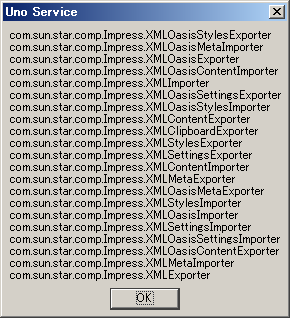 Uno Service
com.sun.star.comp.Impress.XMLOasisStylesExporter
com.sun.star.comp.Impress.XMLOasisMetaImporter
com.sun.star.comp.Impress.XMLOasisExporter
com.sun.star.comp.Impress.XMLOasisContentImporter
com.sun.star.comp.Impress.XMLImporter
com.sun.star.comp.Impress.XMLOasisSettingsExporter
com.sun.star.comp.Impress.XMLOasisStylesImporter
com.sun.star.comp.Impress.XMLContentExporter
com.sun.star.comp.Impress.XMLClipboardExporter
com.sun.star.comp.Impress.XMLStylesExporter
com.sun.star.comp.Impress.XMLSettingsExporter
com.sun.star.comp.Impress.XMLContentImporter
com.sun.star.comp.Impress.XMLMetaExporter
com.sun.star.comp.Impress.XMLOasisMetaExporter
com.sun.star.comp.Impress.XMLStylesImporter
com.sun.star.comp.Impress.XMLOasisImporter
com.sun.star.comp.Impress.XMLSettingsImporter
com.sun.star.comp.Impress.XMLOasisSettingsImporter
com.sun.star.comp.Impress.XMLOasisContentExporter
com.sun.star.comp.Impress.XMLMetaImporter
com.sun.star.comp.Impress.XMLExporter
OK